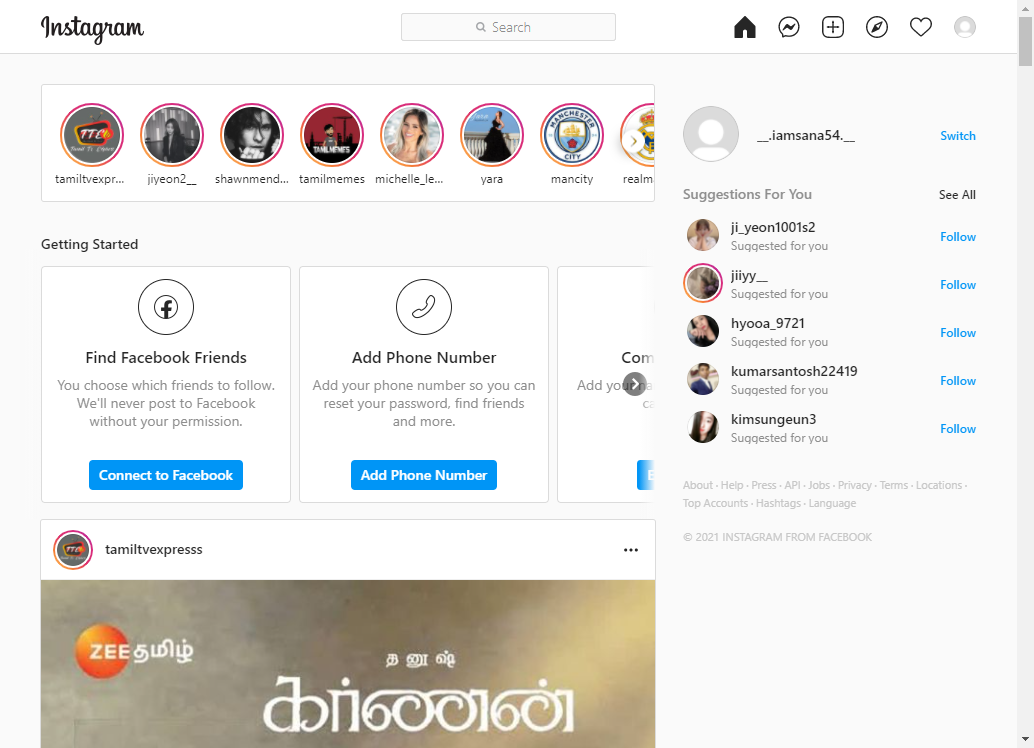 Instagram
Search
tamiltvexpr...
jiyeon2__
shawnmend...
tamilmemes
michelle_le...
yara
mancity
realm
__.iamsana54.__
Switch
Suggestions For You
See All
ji_yeon1001s2
Suggested for you
Follow
jiiyy__
Suggested for you
Follow
hyooa_9721
Suggested for you
Follow
kumarsantosh22419
Suggested for you
Follow
kimsungeun3
Suggested for you
Follow
About · Help · Press · API · Jobs · Privacy · Terms · Locations ·
Top Accounts · Hashtags · Language
© 2021 INSTAGRAM FROM FACEBOOK
Getting Started
Find Facebook Friends
You choose which friends to follow.
We'll never post to Facebook
without your permission.
Connect to Facebook
Add Phone Number
Add your phone number so you can
reset your password, find friends
and more.
Add Phone Number
Com
Add your na
ca
E
tamiltvexpresss
ZEE தமிழ்
தனுஷ்
கர்ணன்